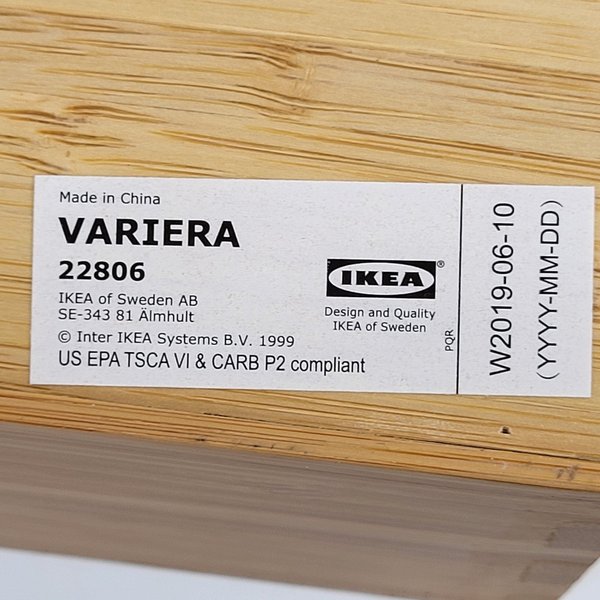 Made in China
VARIERA
22806
IKEA of Sweden AB
SE-343 81 Älmhult
© Inter IKEA Systems B.V. 1999
US EPA TSCA VI & CARB P2 compliant
IKEA®
Design and Quality
IKEA of Sweden
PQR
W2019-06-10
(YYYY-MM-DD)